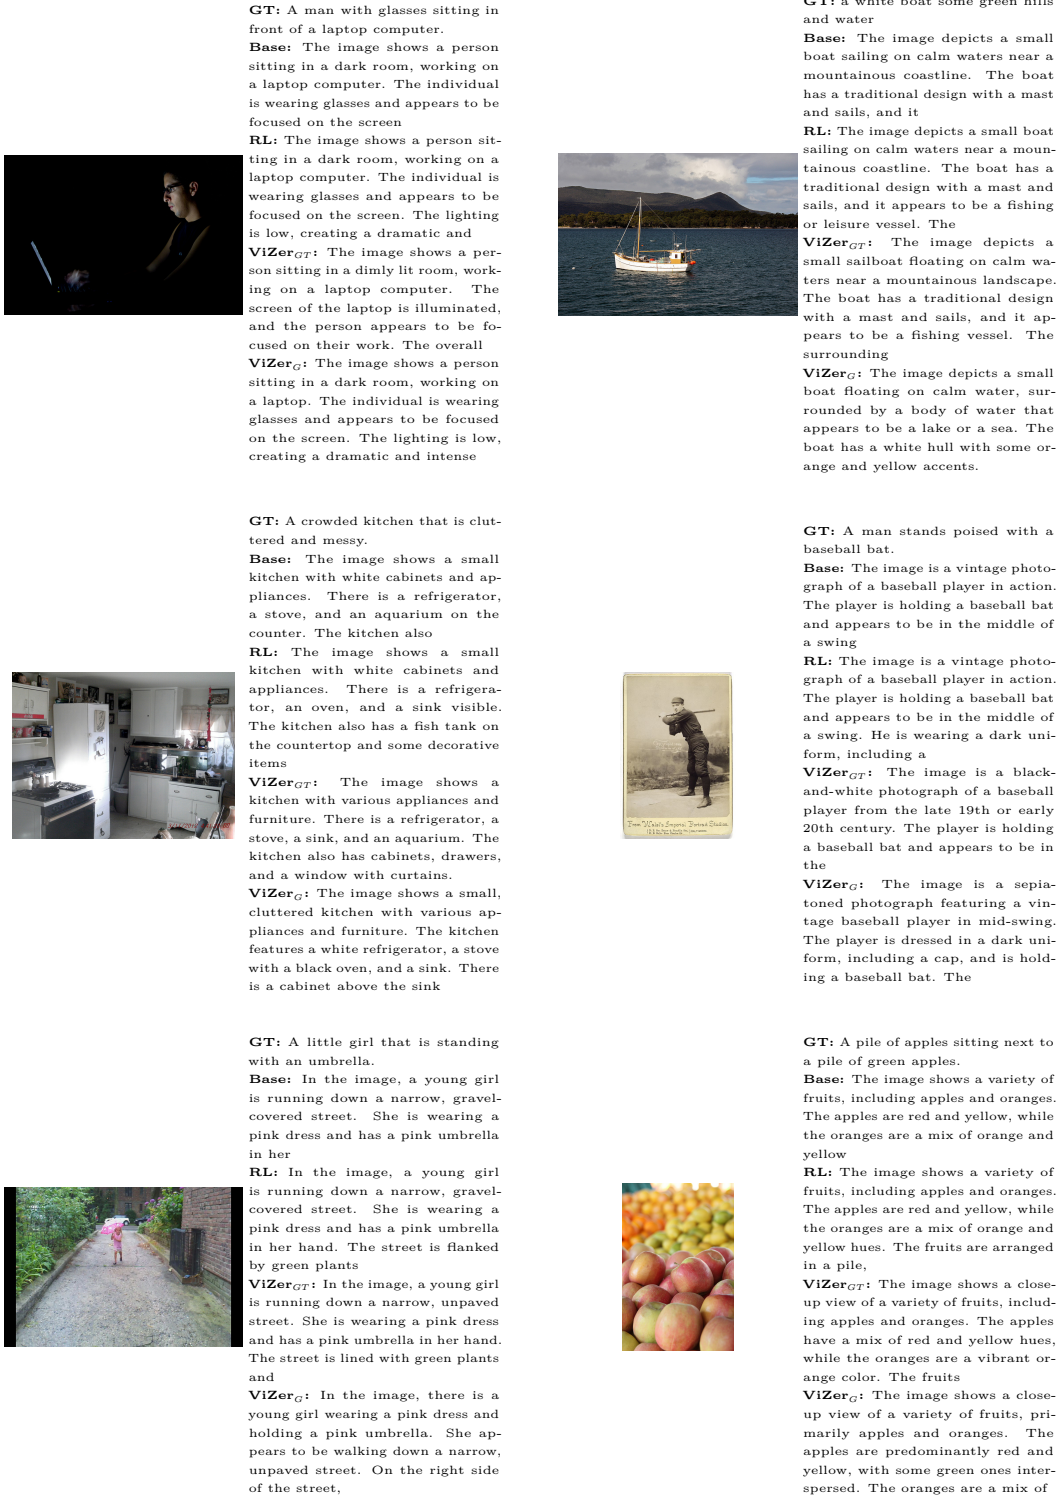 GT: A man with glasses sitting in
front of a laptop computer.
Base: The image shows a person
sitting in a dark room, working on
a laptop computer. The individual
is wearing glasses and appears to be
focused on the screen
RL: The image shows a person sit-
ting in a dark room, working on a
laptop computer. The individual is
wearing glasses and appears to be
focused on the screen. The lighting
is low, creating a dramatic and
ViZerGT: The image shows a per-
son sitting in a dimly lit room, work-
ing on a laptop computer. The
screen of the laptop is illuminated,
and the person appears to be fo-
cused on their work. The overall
ViZerG: The image shows a person
sitting in a dark room, working on
a laptop. The individual is wearing
glasses and appears to be focused
on the screen. The lighting is low,
creating a dramatic and intense
GT: a white boat some green hills
and water
Base: The image depicts a small
boat sailing on calm waters near a
mountainous coastline. The boat
has a traditional design with a mast
and sails, and it
RL: The image depicts a small boat
sailing on calm waters near a moun-
tainous coastline. The boat has a
traditional design with a mast and
sails, and it appears to be a fishing
or leisure vessel. The
ViZerGT: The image depicts a
small sailboat floating on calm wa-
ters near a mountainous landscape.
The boat has a traditional design
with a mast and sails, and it ap-
pears to be a fishing vessel. The
surrounding
ViZerG: The image depicts a small
boat floating on calm water, sur-
rounded by a body of water that
appears to be a lake or a sea. The
boat has a white hull with some or-
ange and yellow accents.
GT: A crowded kitchen that is clut-
tered and messy.
Base: The image shows a small
kitchen with white cabinets and ap-
pliances. There is a refrigerator,
a stove, and an aquarium on the
counter. The kitchen also
RL: The image shows a small
kitchen with white cabinets and
appliances. There is a refrigera-
tor, an oven, and a sink visible.
The kitchen also has a fish tank on
the countertop and some decorative
items
ViZerGT: The image shows a
kitchen with various appliances and
furniture. There is a refrigerator, a
stove, a sink, and an aquarium. The
kitchen also has cabinets, drawers,
and a window with curtains.
ViZerG: The image shows a small,
cluttered kitchen with various ap-
pliances and furniture. The kitchen
features a white refrigerator, a stove
with a black oven, and a sink. There
is a cabinet above the sink
GT: A man stands poised with a
baseball bat.
Base: The image is a vintage photo-
graph of a baseball player in action.
The player is holding a baseball bat
and appears to be in the middle of
a swing
RL: The image is a vintage photo-
graph of a baseball player in action.
The player is holding a baseball bat
and appears to be in the middle of
a swing. He is wearing a dark uni-
form, including a
ViZerGT: The image is a black-
and-white photograph of a baseball
player from the late 19th or early
20th century. The player is holding
a baseball bat and appears to be in
the
ViZerG: The image is a sepia-
toned photograph featuring a vin-
tage baseball player in mid-swing.
The player is dressed in a dark uni-
form, including a cap, and is hold-
ing a baseball bat. The
GT: A little girl that is standing
with an umbrella.
Base: In the image, a young girl
is running down a narrow, gravel-
covered street. She is wearing a
pink dress and has a pink umbrella
in her
RL: In the image, a young girl
is running down a narrow, gravel-
covered street. She is wearing a
pink dress and has a pink umbrella
in her hand. The street is flanked
by green plants
ViZerGT: In the image, a young girl
is running down a narrow, unpaved
street. She is wearing a pink dress
and has a pink umbrella in her hand.
The street is lined with green plants
and
ViZerG: In the image, there is a
young girl wearing a pink dress and
holding a pink umbrella. She ap-
pears to be walking down a narrow,
unpaved street. On the right side
of the street,
GT: A pile of apples sitting next to
a pile of green apples.
Base: The image shows a variety of
fruits, including apples and oranges.
The apples are red and yellow, while
the oranges are a mix of orange and
yellow
RL: The image shows a variety of
fruits, including apples and oranges.
The apples are red and yellow, while
the oranges are a mix of orange and
yellow hues. The fruits are arranged
in a pile,
ViZerGT: The image shows a close-
up view of a variety of fruits, includ-
ing apples and oranges. The apples
have a mix of red and yellow hues,
while the oranges are a vibrant or-
ange color. The fruits
ViZerG: The image shows a close-
up view of a variety of fruits, pri-
marily apples and oranges. The
apples are predominantly red and
yellow, with some green ones inter-
spersed. The oranges are a mix of